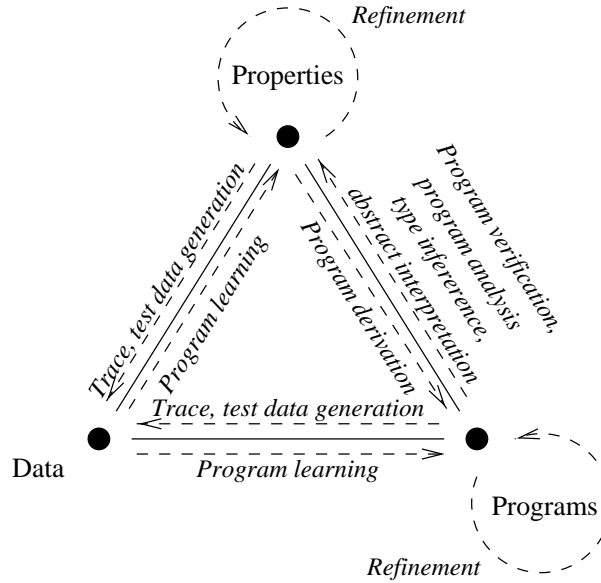 Refinement
Properties
Trace, test data generation
Program learning
Program derivation
abstract interpretation
type infererence,
program analysis
Program verification,
Trace, test data generation
Data
Program learning
Programs
Refinement